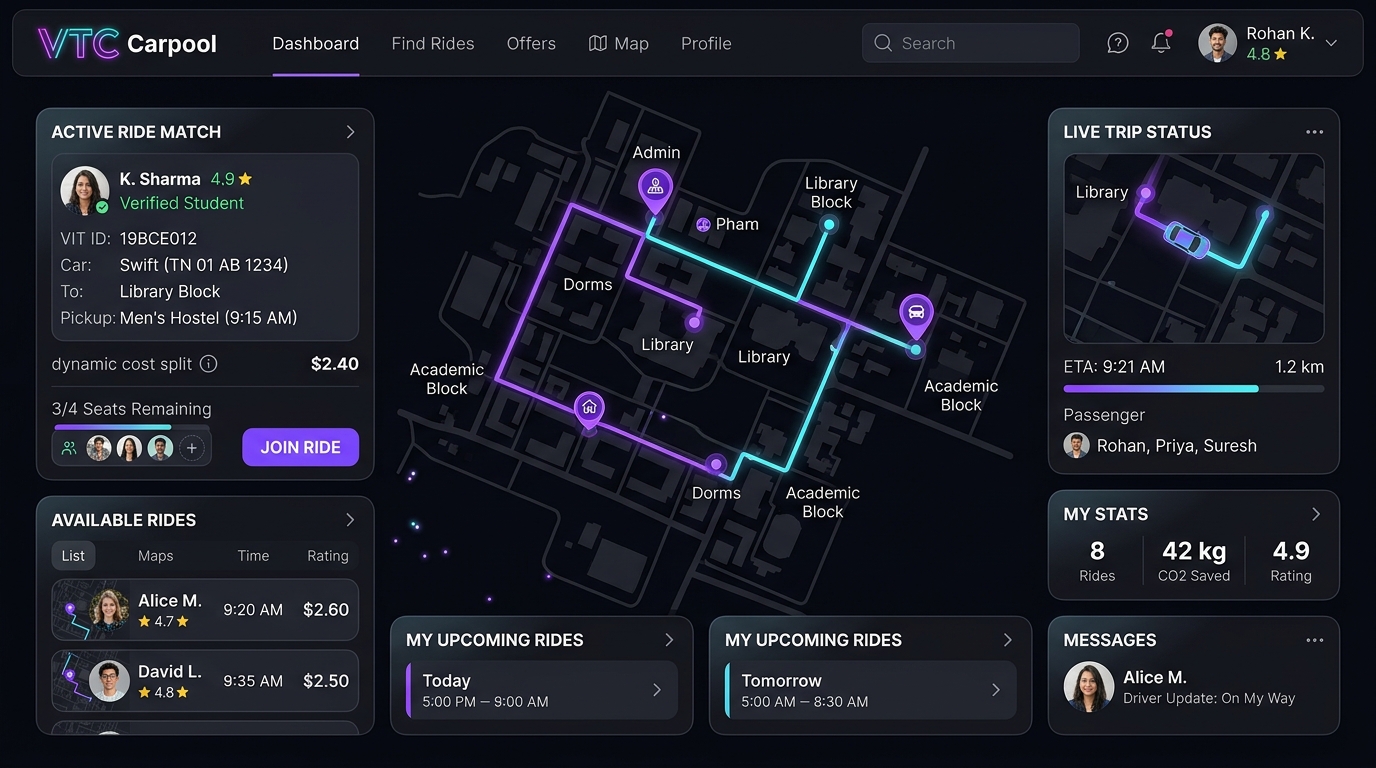 VTC Carpool
Dashboard
Find Rides
Offers
Map
Profile
Search
Rohan K.
4.8
ACTIVE RIDE MATCH
K. Sharma 4.9
Verified Student
VIT ID: 19BCE012
Car: Swift (TN 01 AB 1234)
To: Library Block
Pickup: Men's Hostel (9:15 AM)
dynamic cost split $2.40
3/4 Seats Remaining
JOIN RIDE
AVAILABLE RIDES
List Maps Time Rating
Alice M.
4.7
9:20 AM $2.60
David L.
4.8
9:35 AM $2.50
Admin
Library
Block
Pham
Dorms
Library
Library
Academic
Block
Academic
Block
Dorms
Academic
Block
MY UPCOMING RIDES
Today
5:00 PM – 9:00 AM
MY UPCOMING RIDES
Tomorrow
5:00 AM – 8:30 AM
LIVE TRIP STATUS
Library
ETA: 9:21 AM 1.2 km
Passenger
Rohan, Priya, Suresh
MY STATS
8 42 kg 4.9
Rides CO2 Saved Rating
MESSAGES
Alice M.
Driver Update: On My Way